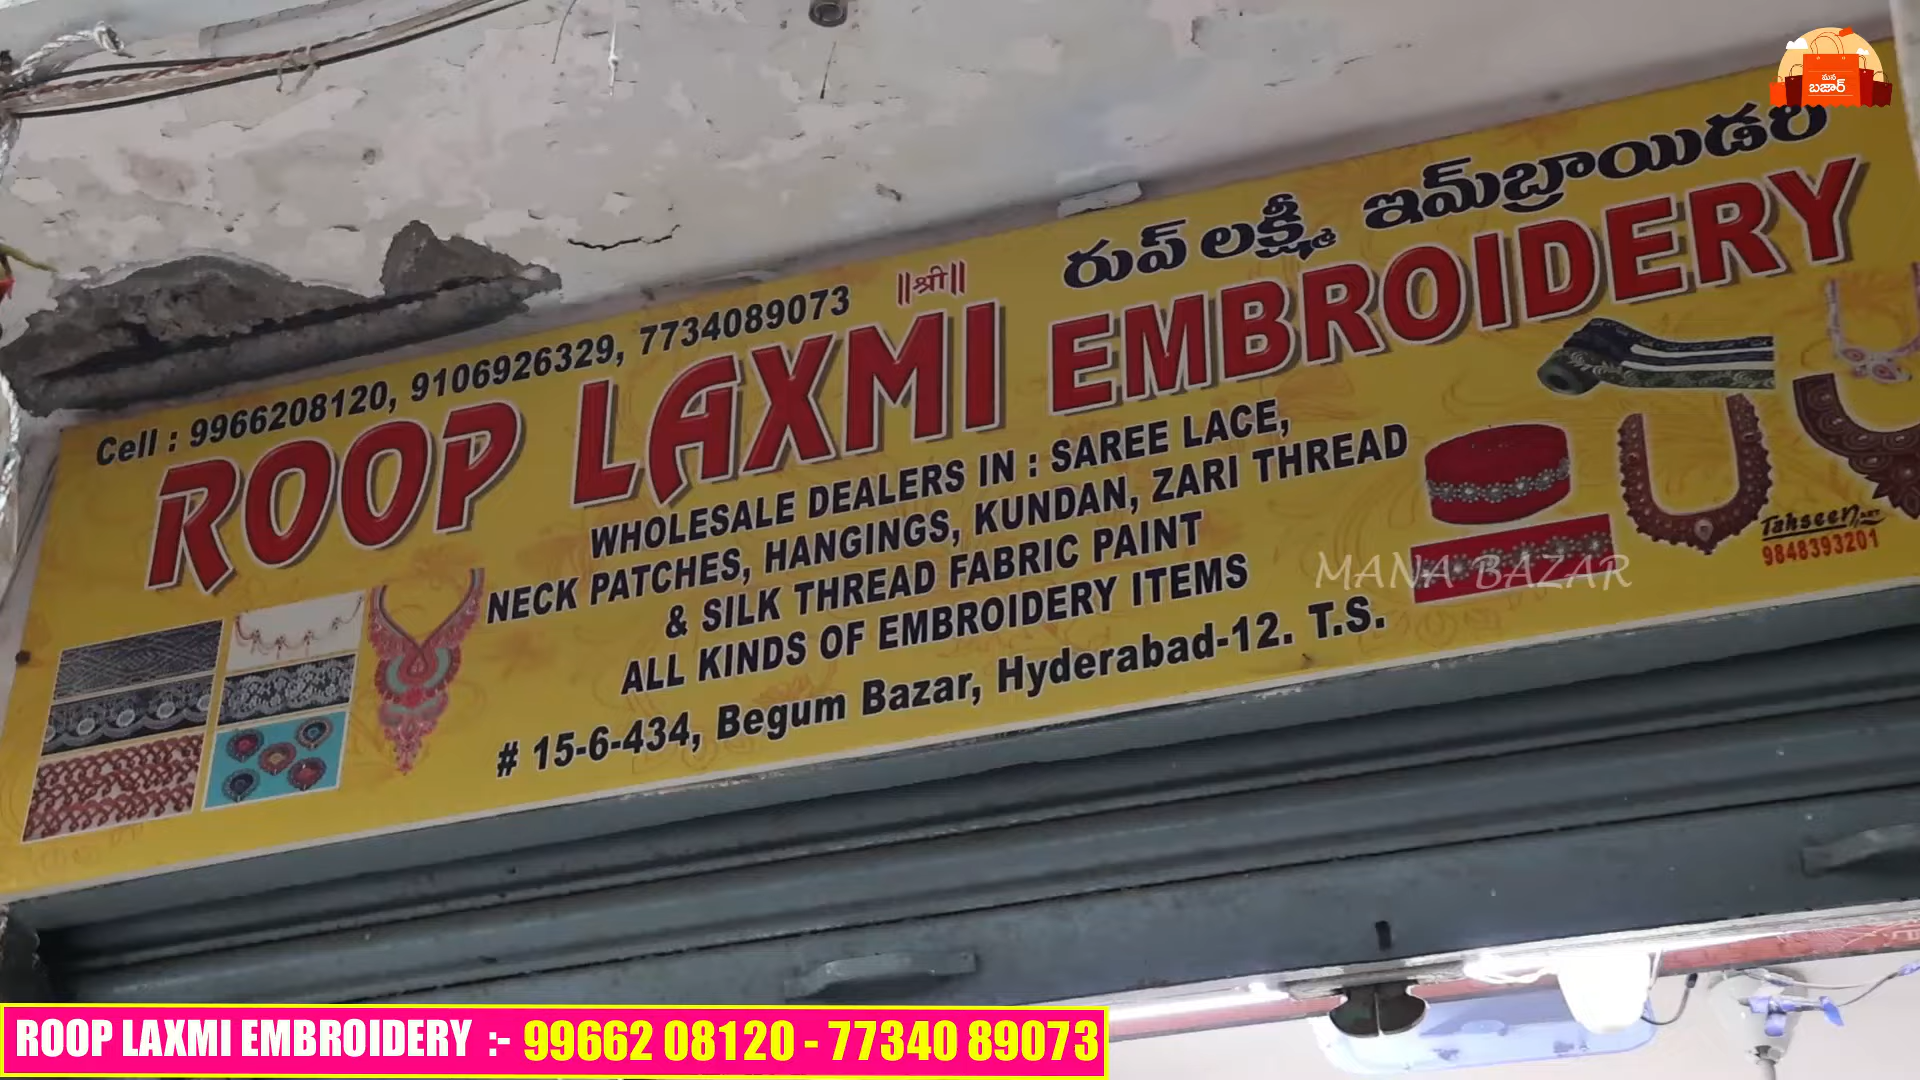 మన
బజార్
రుప్ లక్ష్మీ ఇమ్‌బ్రాయిడరి
||श्री||
Cell : 9966208120, 9106926329, 7734089073
ROOP LAXMI EMBROIDERY
WHOLESALE DEALERS IN : SAREE LACE,
NECK PATCHES, HANGINGS, KUNDAN, ZARI THREAD
& SILK THREAD FABRIC PAINT
ALL KINDS OF EMBROIDERY ITEMS
# 15-6-434, Begum Bazar, Hyderabad-12. T.S.
Tahseen ART
9848393201
MANA BAZAR
ROOP LAXMI EMBROIDERY :- 99662 08120 - 77340 89073